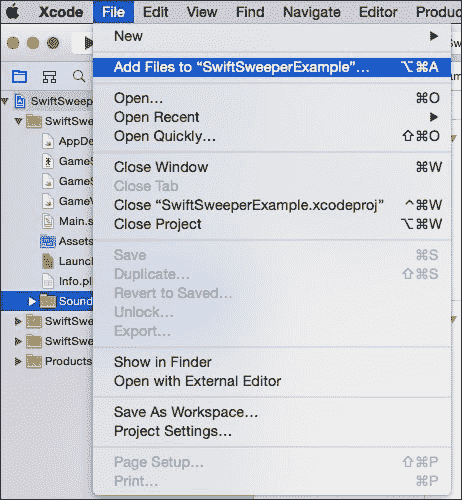 Xcode File Edit View Find Navigate Editor Produc
New
Add Files to “SwiftSweeperExample”... ⌥⌘A
Open... ⌘O
Open Recent
Open Quickly... ⇧⌘O
Close Window ⌘W
Close Tab
Close “SwiftSweeperExample.xcodeproj” ^⌘W
Close Project ⌥⌘W
Save ⌘S
Duplicate... ⇧⌘S
Revert to Saved...
Unlock...
Export...
Show in Finder
Open with External Editor
Save As Workspace...
Project Settings...
Page Setup... ⇧⌘P
Print... ⌘P
SwiftSweepe
SwiftSwe
AppDe
GameS
GameS
GameV
Main.s
Assets
Launch
Info.pli
Sound
SwiftSwe
SwiftSwe
Products